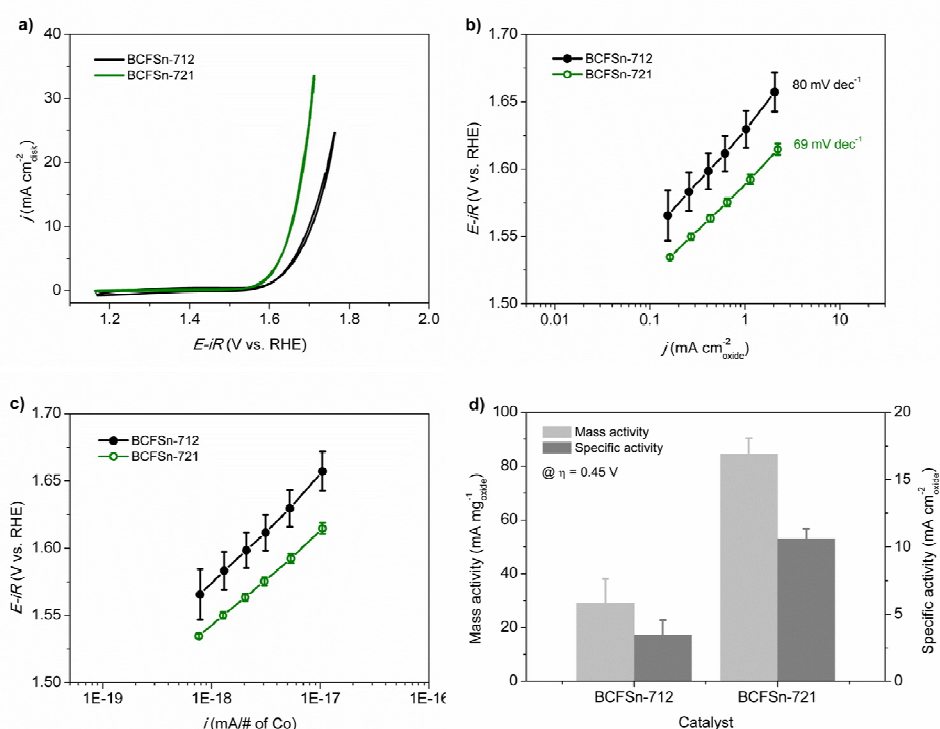 a)
40
30
20
10
0
j (mA cm⁻²disk)
BCFSn-712
BCFSn-721
1.2 1.4 1.6 1.8 2.0
E-iR (V vs. RHE)
b)
1.70
1.65
1.60
1.55
1.50
E-iR (V vs. RHE)
BCFSn-712
BCFSn-721
80 mV dec⁻¹
69 mV dec⁻¹
0.01 0.1 1 10
j (mA cm⁻²oxide)
c)
1.70
1.65
1.60
1.55
1.50
E-iR (V vs. RHE)
BCFSn-712
BCFSn-721
1E-19 1E-18 1E-17 1E-16
j (mA/# of Co)
d)
100
80
60
40
20
0
Mass activity (mA mg⁻¹oxide)
Mass activity
Specific activity
@ η = 0.45 V
20
15
10
5
0
Specific activity (mA cm⁻²oxide)
BCFSn-712 BCFSn-721
Catalyst